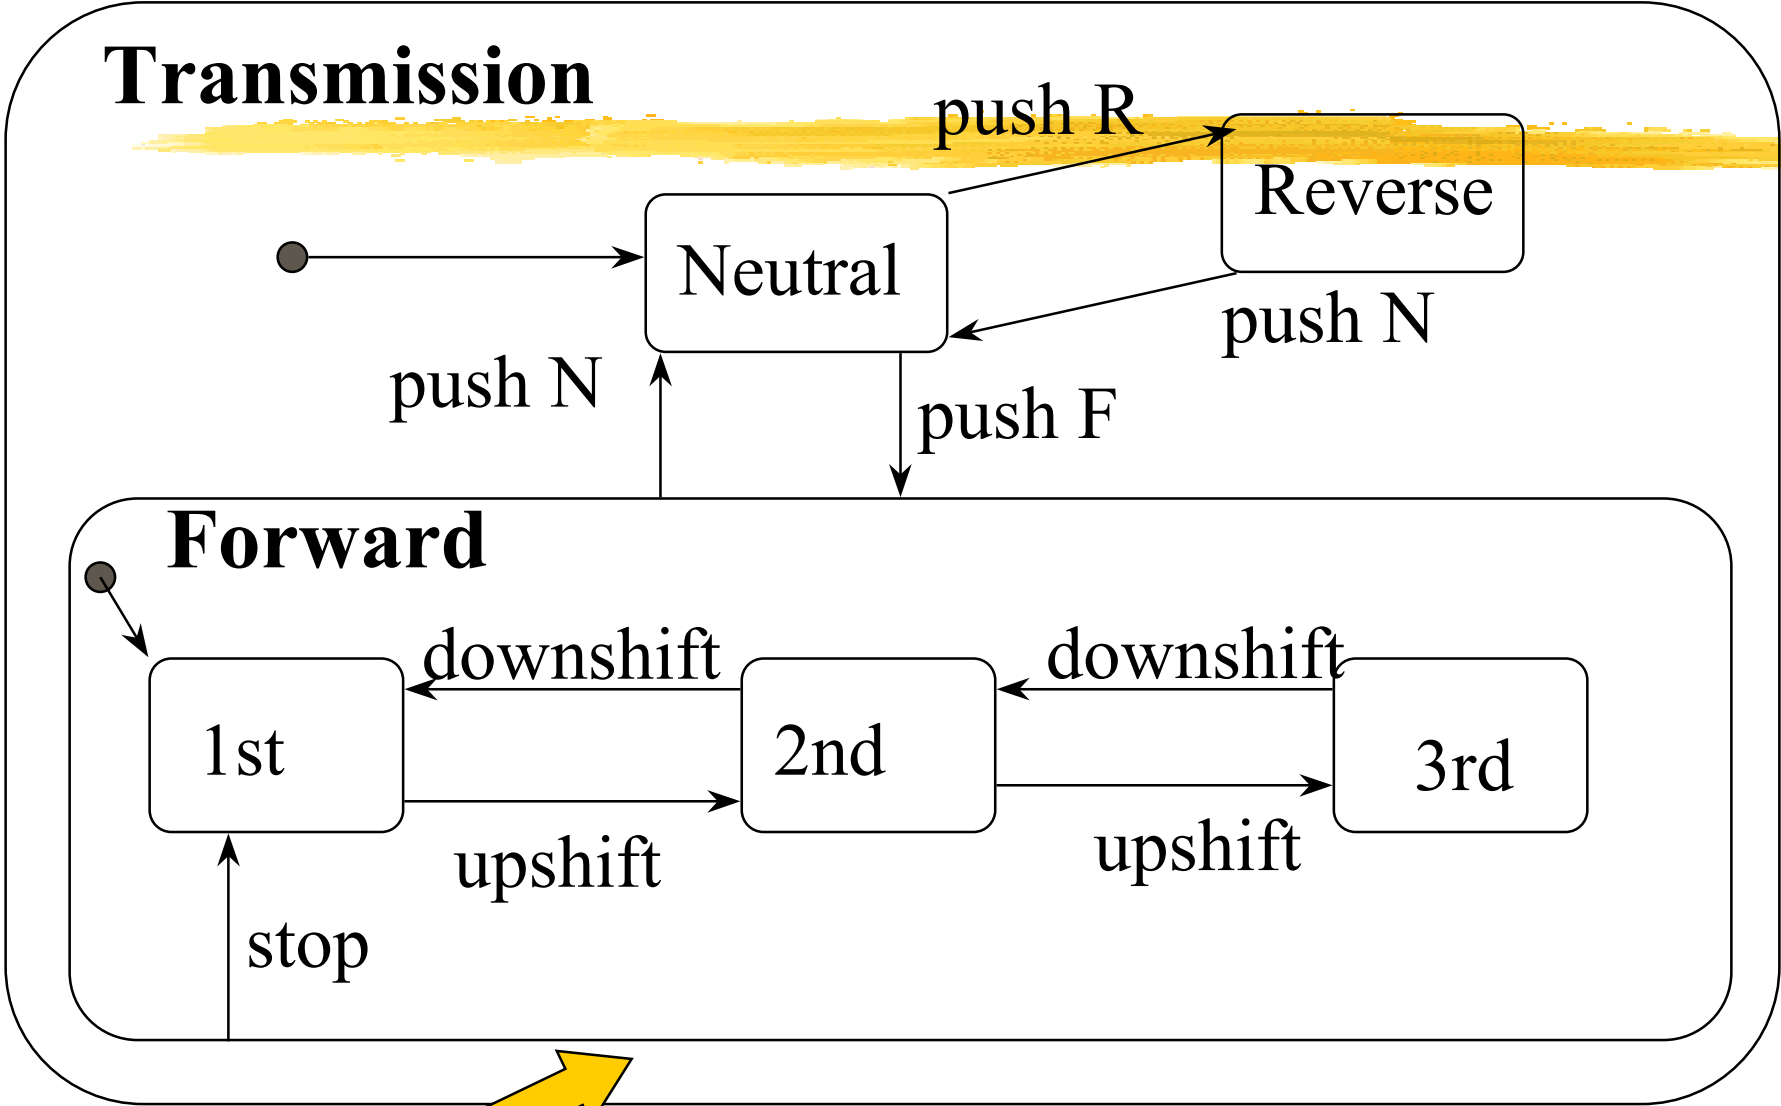 Transmission
push R
Reverse
Neutral
push N
push N
push F
Forward
downshift
downshift
1st
2nd
3rd
upshift
upshift
stop